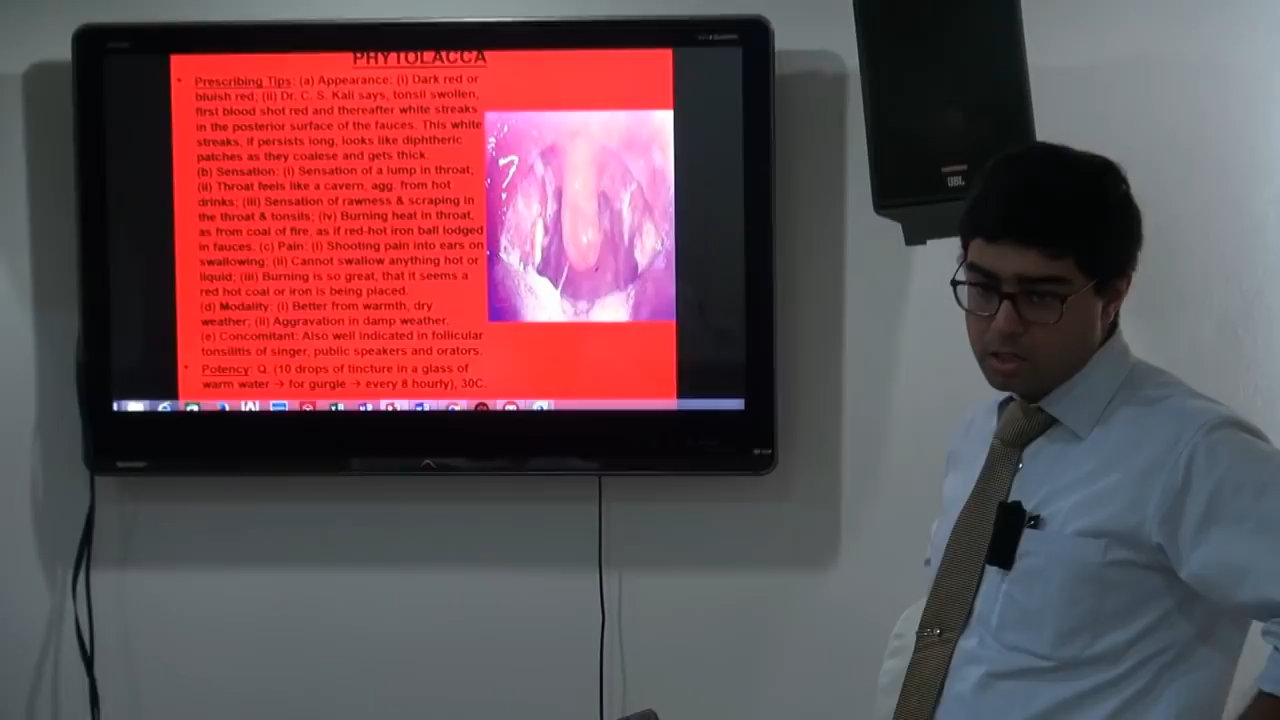 PHYTOLACCA
• Prescribing Tips: (a) Appearance: (i) Dark red or
bluish red; (ii) Dr. C. S. Kali says, tonsil swollen,
first blood shot red and thereafter white streaks
in the posterior surface of the fauces. This white
streaks, if persists long, looks like diphtheric
patches as they coalese and gets thick.
(b) Sensation: (i) Sensation of a lump in throat;
(ii) Throat feels like a cavern, agg. from hot
drinks; (iii) Sensation of rawness & scraping in
the throat & tonsils; (iv) Burning heat in throat,
as from coal of fire, as if red-hot iron ball lodged
in fauces. (c) Pain: (i) Shooting pain into ears on
swallowing; (ii) Cannot swallow anything hot or
liquid; (iii) Burning is so great, that it seems a
red hot coal or iron is being placed.
(d) Modality: (i) Better from warmth, dry
weather; (ii) Aggravation in damp weather.
(e) Concomitant: Also well indicated in follicular
tonsilitis of singer, public speakers and orators.
• Potency: Q. (10 drops of tincture in a glass of
warm water → for gurgle → every 8 hourly), 30C.
JBL